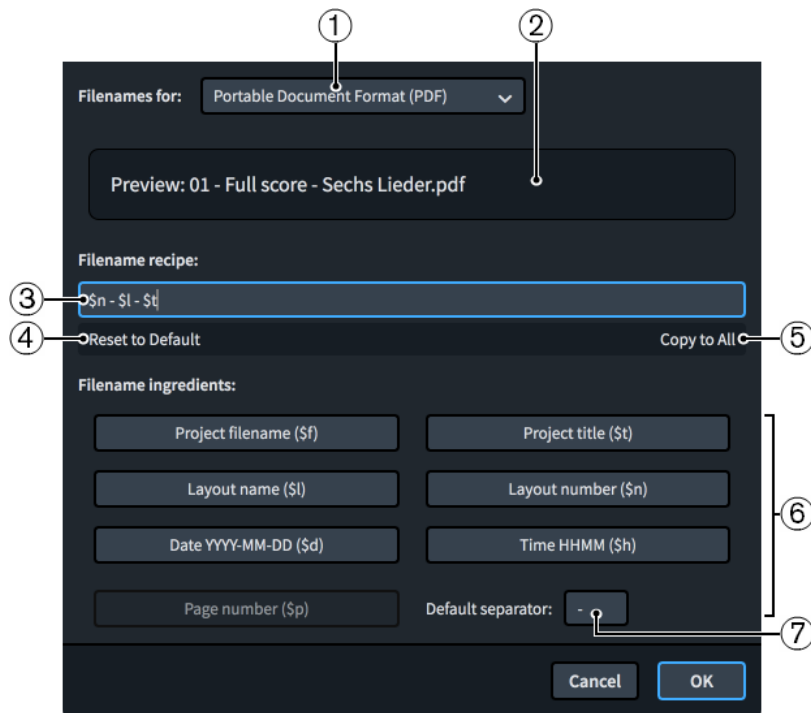 ① ②
Filenames for: Portable Document Format (PDF)
Preview: 01 - Full score - Sechs Lieder.pdf
Filename recipe:
③ $n - $l - $t
④ Reset to Default Copy to All ⑤
Filename ingredients:
Project filename ($f) Project title ($t)
Layout name ($l) Layout number ($n)
⑥
Date YYYY-MM-DD ($d) Time HHMM ($h)
Page number ($p) Default separator: -
⑦
Cancel OK